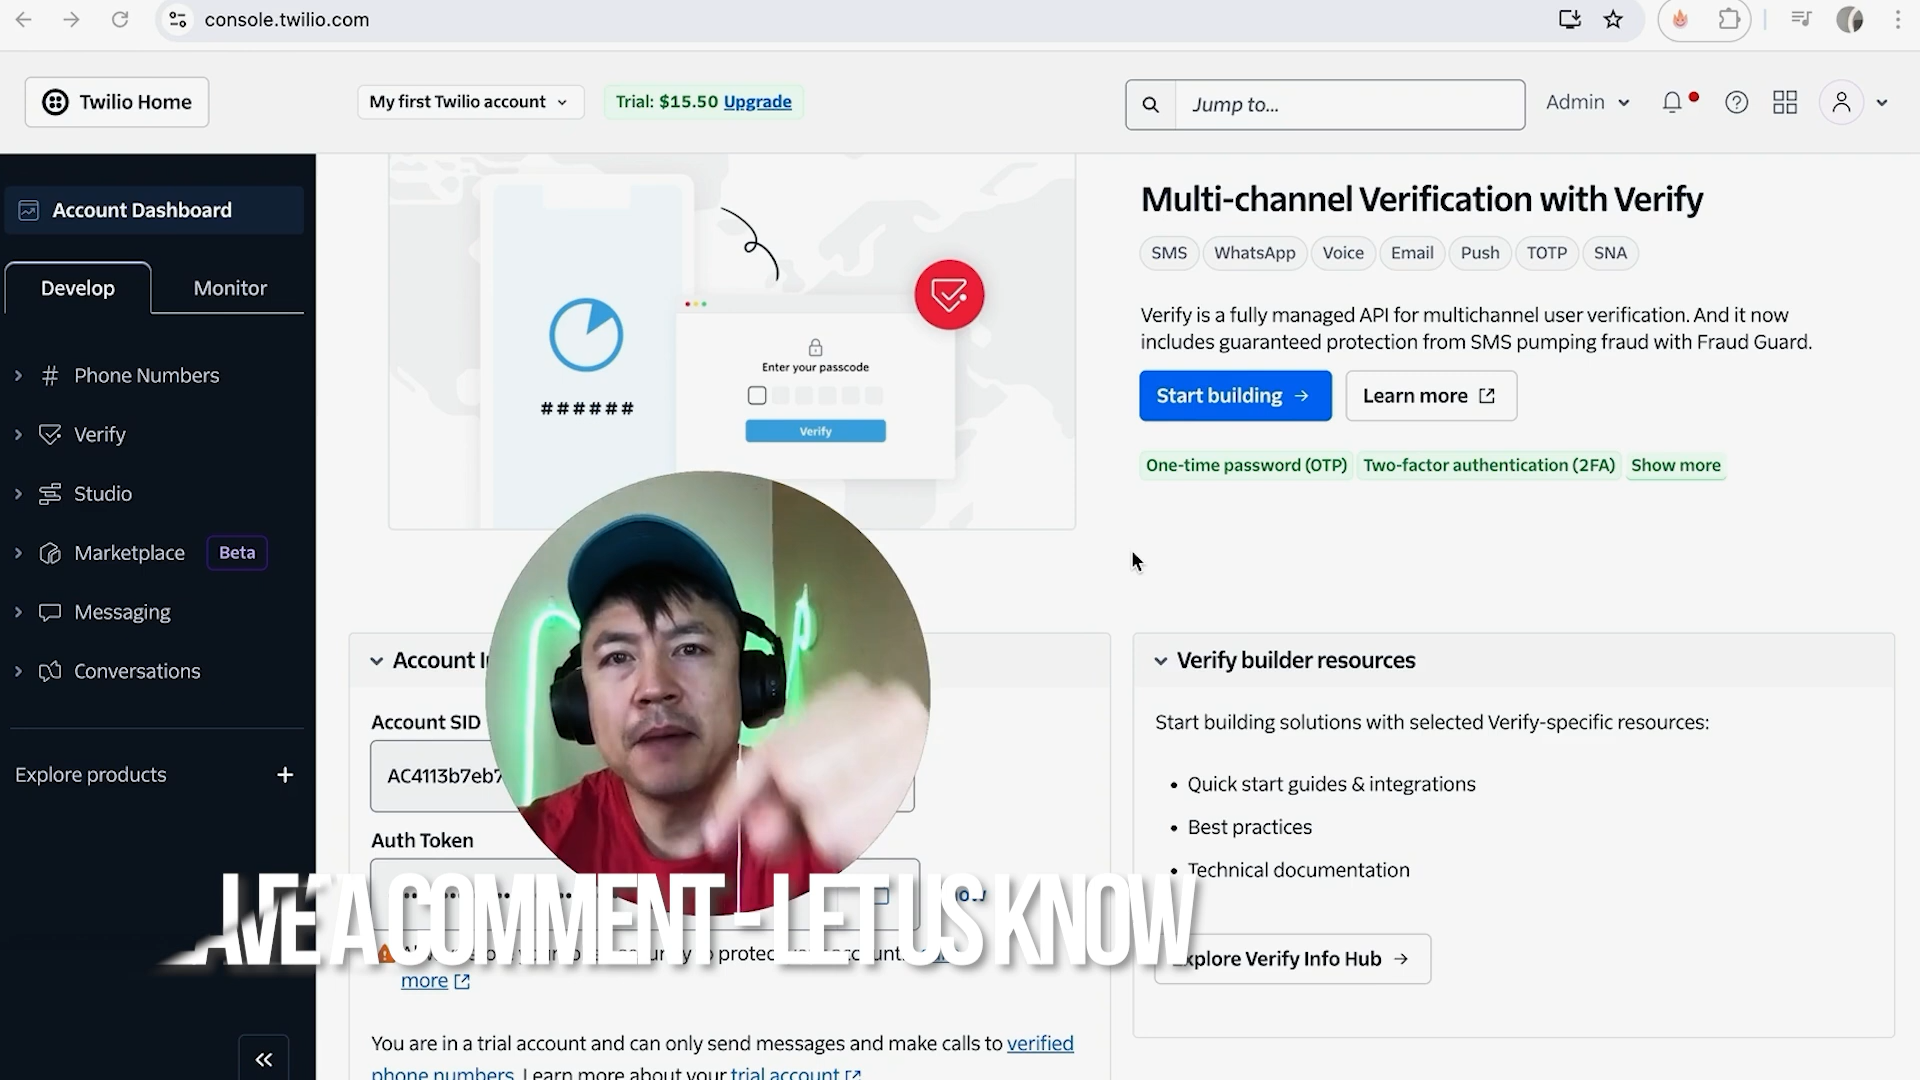 console.twilio.com
Twilio Home
My first Twilio account
Trial: $15.50 Upgrade
Jump to...
Admin
Account Dashboard
Develop
Monitor
Phone Numbers
Verify
Studio
Marketplace Beta
Messaging
Conversations
Explore products
######
Enter your passcode
Verify
Multi-channel Verification with Verify
SMS WhatsApp Voice Email Push TOTP SNA
Verify is a fully managed API for multichannel user verification. And it now
includes guaranteed protection from SMS pumping fraud with Fraud Guard.
Start building
Learn more
One-time password (OTP) Two-factor authentication (2FA) Show more
Account
Account SID
AC4113b7eb7
Auth Token
A COMMENT - LET US KNOW
protect
more
You are in a trial account and can only send messages and make calls to verified
phone numbers. Learn more about your trial account
Verify builder resources
Start building solutions with selected Verify-specific resources:
• Quick start guides & integrations
• Best practices
• Technical documentation
Explore Verify Info Hub